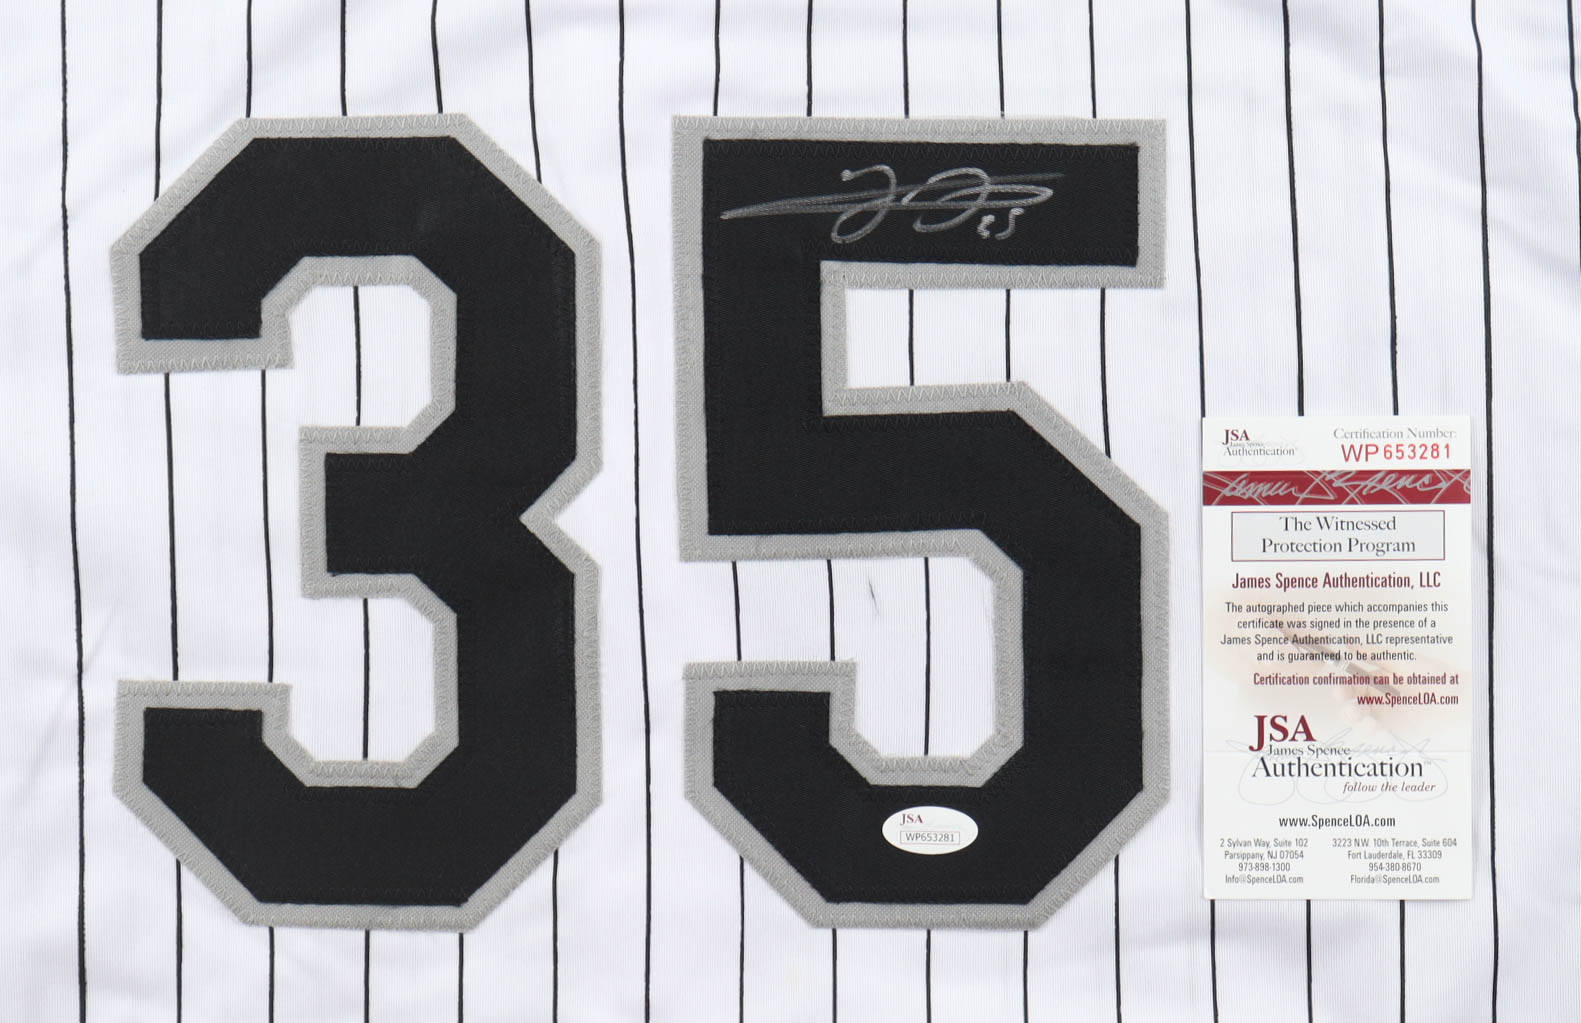 35
35
JSA
WP653281
JSA
James Spence
Authentication
Certification Number:
WP653281
The Witnessed
Protection Program
James Spence Authentication, LLC
The autographed piece which accompanies this
certificate was signed in the presence of a
James Spence Authentication, LLC representative
and is guaranteed to be authentic.
Certification confirmation can be obtained at
www.SpenceLOA.com
JSA
James Spence
Authentication™
follow the leader
www.SpenceLOA.com
2 Sylvan Way, Suite 102
Parsippany, NJ 07054
973-898-1300
Info@SpenceLOA.com
3223 N.W. 10th Terrace, Suite 604
Fort Lauderdale, FL 33309
954-380-8670
Florida@SpenceLOA.com